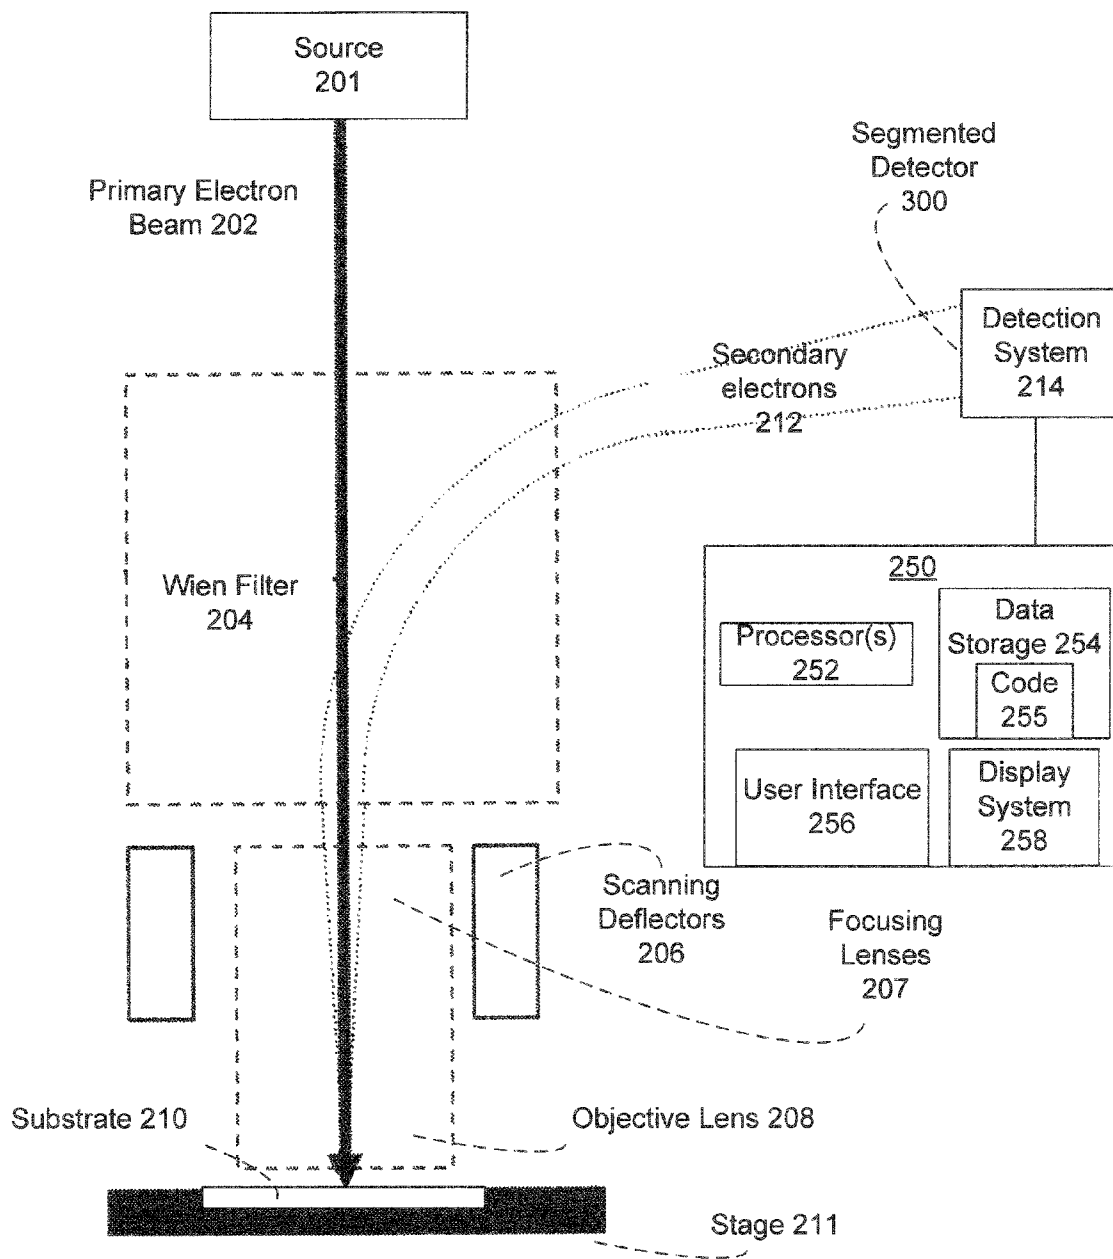 Source
201
Primary Electron
Beam 202
Segmented
Detector
300
Detection
System
214
Secondary
electrons
212
Wien Filter
204
250
Processor(s)
252
Data
Storage 254
Code
255
User Interface
256
Display
System
258
Scanning
Deflectors
206
Focusing
Lenses
207
Substrate 210
Objective Lens 208
Stage 211